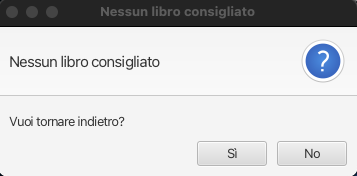 Nessun libro consigliato
Nessun libro consigliato
?
Vuoi tornare indietro?
Sì No